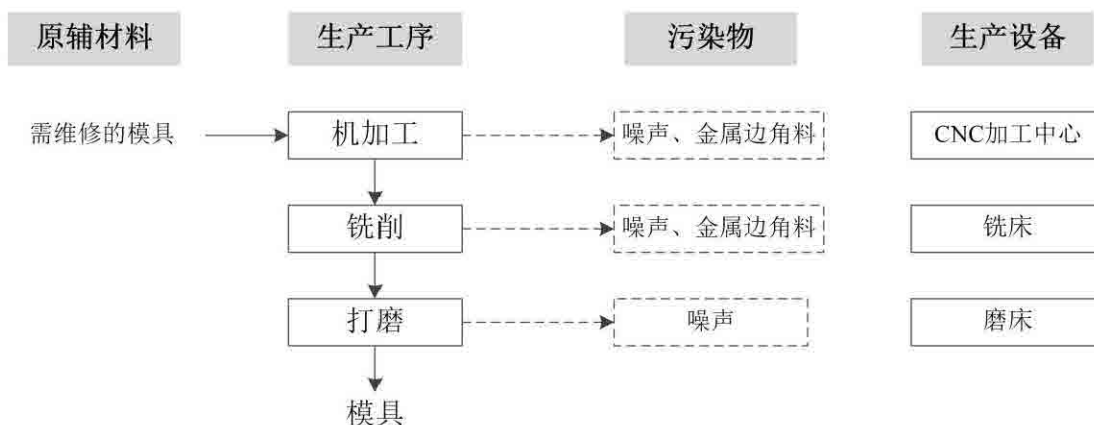 原辅材料 生产工序 污染物 生产设备
需维修的模具 机加工 噪声、金属边角料 CNC加工中心
铣削 噪声、金属边角料 铣床
打磨 噪声 磨床
模具